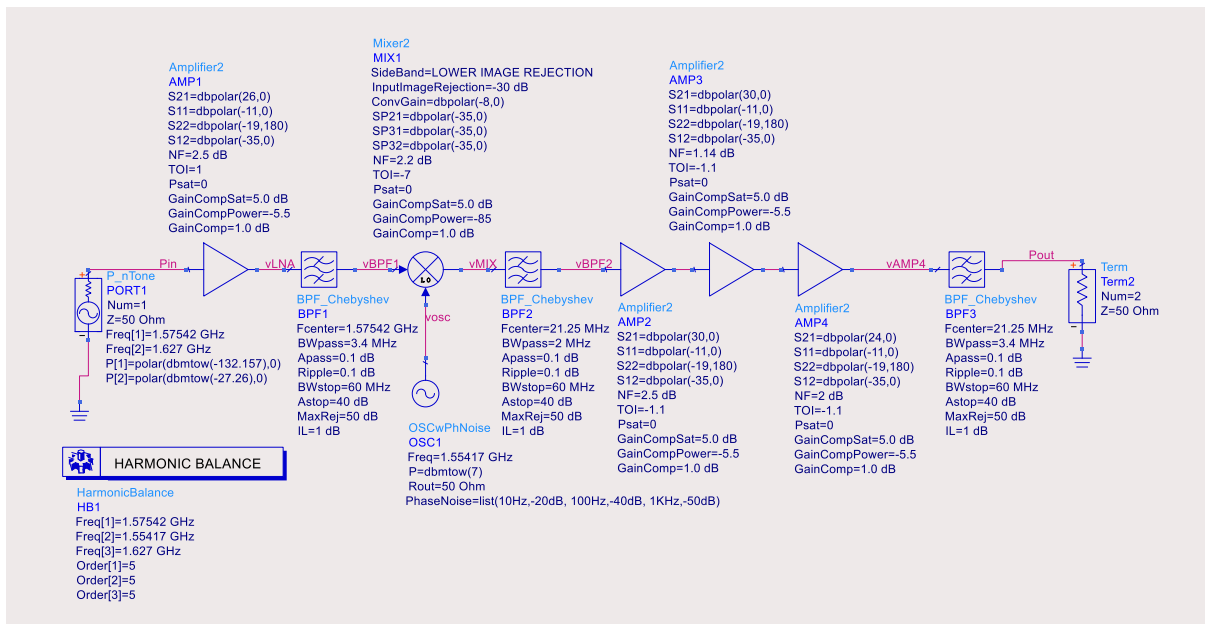 Amplifier2
AMP1
S21=dbpolar(26,0)
S11=dbpolar(-11,0)
S22=dbpolar(-19,180)
S12=dbpolar(-35,0)
NF=2.5 dB
TOI=1
Psat=0
GainCompSat=5.0 dB
GainCompPower=-5.5
GainComp=1.0 dB
Mixer2
MIX1
SideBand=LOWER IMAGE REJECTION
InputImageRejection=-30 dB
ConvGain=dbpolar(-8,0)
SP21=dbpolar(-35,0)
SP31=dbpolar(-35,0)
SP32=dbpolar(-35,0)
NF=2.2 dB
TOI=-7
Psat=0
GainCompSat=5.0 dB
GainCompPower=-85
GainComp=1.0 dB
Amplifier2
AMP3
S21=dbpolar(30,0)
S11=dbpolar(-11,0)
S22=dbpolar(-19,180)
S12=dbpolar(-35,0)
NF=1.14 dB
TOI=-1.1
Psat=0
GainCompSat=5.0 dB
GainCompPower=-5.5
GainComp=1.0 dB
Pin
vLNA
vBPF1
LO
vMIX
vBPF2
vAMP4
Pout
vosc
P_nTone
PORT1
Num=1
Z=50 Ohm
Freq[1]=1.57542 GHz
Freq[2]=1.627 GHz
P[1]=polar(dbmtow(-132.157),0)
P[2]=polar(dbmtow(-27.26),0)
BPF_Chebyshev
BPF1
Fcenter=1.57542 GHz
BWpass=3.4 MHz
Apass=0.1 dB
Ripple=0.1 dB
BWstop=60 MHz
Astop=40 dB
MaxRej=50 dB
IL=1 dB
OSCwPhNoise
OSC1
Freq=1.55417 GHz
P=dbmtow(7)
Rout=50 Ohm
PhaseNoise=list(10Hz,-20dB, 100Hz,-40dB, 1KHz,-50dB)
BPF_Chebyshev
BPF2
Fcenter=21.25 MHz
BWpass=2 MHz
Apass=0.1 dB
Ripple=0.1 dB
BWstop=60 MHz
Astop=40 dB
MaxRej=50 dB
IL=1 dB
Amplifier2
AMP2
S21=dbpolar(30,0)
S11=dbpolar(-11,0)
S22=dbpolar(-19,180)
S12=dbpolar(-35,0)
NF=2.5 dB
TOI=-1.1
Psat=0
GainCompSat=5.0 dB
GainCompPower=-5.5
GainComp=1.0 dB
Amplifier2
AMP4
S21=dbpolar(24,0)
S11=dbpolar(-11,0)
S22=dbpolar(-19,180)
S12=dbpolar(-35,0)
NF=2 dB
TOI=-1.1
Psat=0
GainCompSat=5.0 dB
GainCompPower=-5.5
GainComp=1.0 dB
BPF_Chebyshev
BPF3
Fcenter=21.25 MHz
BWpass=3.4 MHz
Apass=0.1 dB
Ripple=0.1 dB
BWstop=60 MHz
Astop=40 dB
MaxRej=50 dB
IL=1 dB
Term
Term2
Num=2
Z=50 Ohm
HARMONIC BALANCE
HarmonicBalance
HB1
Freq[1]=1.57542 GHz
Freq[2]=1.55417 GHz
Freq[3]=1.627 GHz
Order[1]=5
Order[2]=5
Order[3]=5